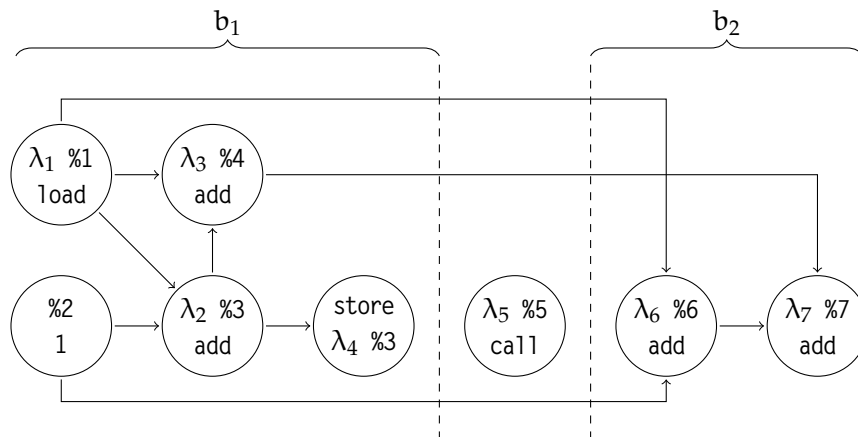 b₁
b₂
λ₁ %1
load
λ₃ %4
add
%2
1
λ₂ %3
add
store
λ₄ %3
λ₅ %5
call
λ₆ %6
add
λ₇ %7
add